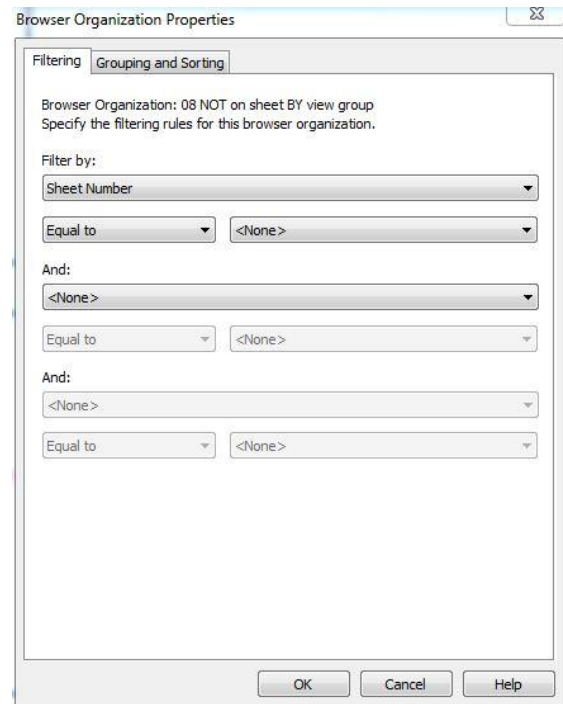 Browser Organization Properties
Filtering Grouping and Sorting
Browser Organization: 08 NOT on sheet BY view group
Specify the filtering rules for this browser organization.
Filter by:
Sheet Number
Equal to <None>
And:
<None>
Equal to <None>
And:
<None>
Equal to <None>
OK Cancel Help